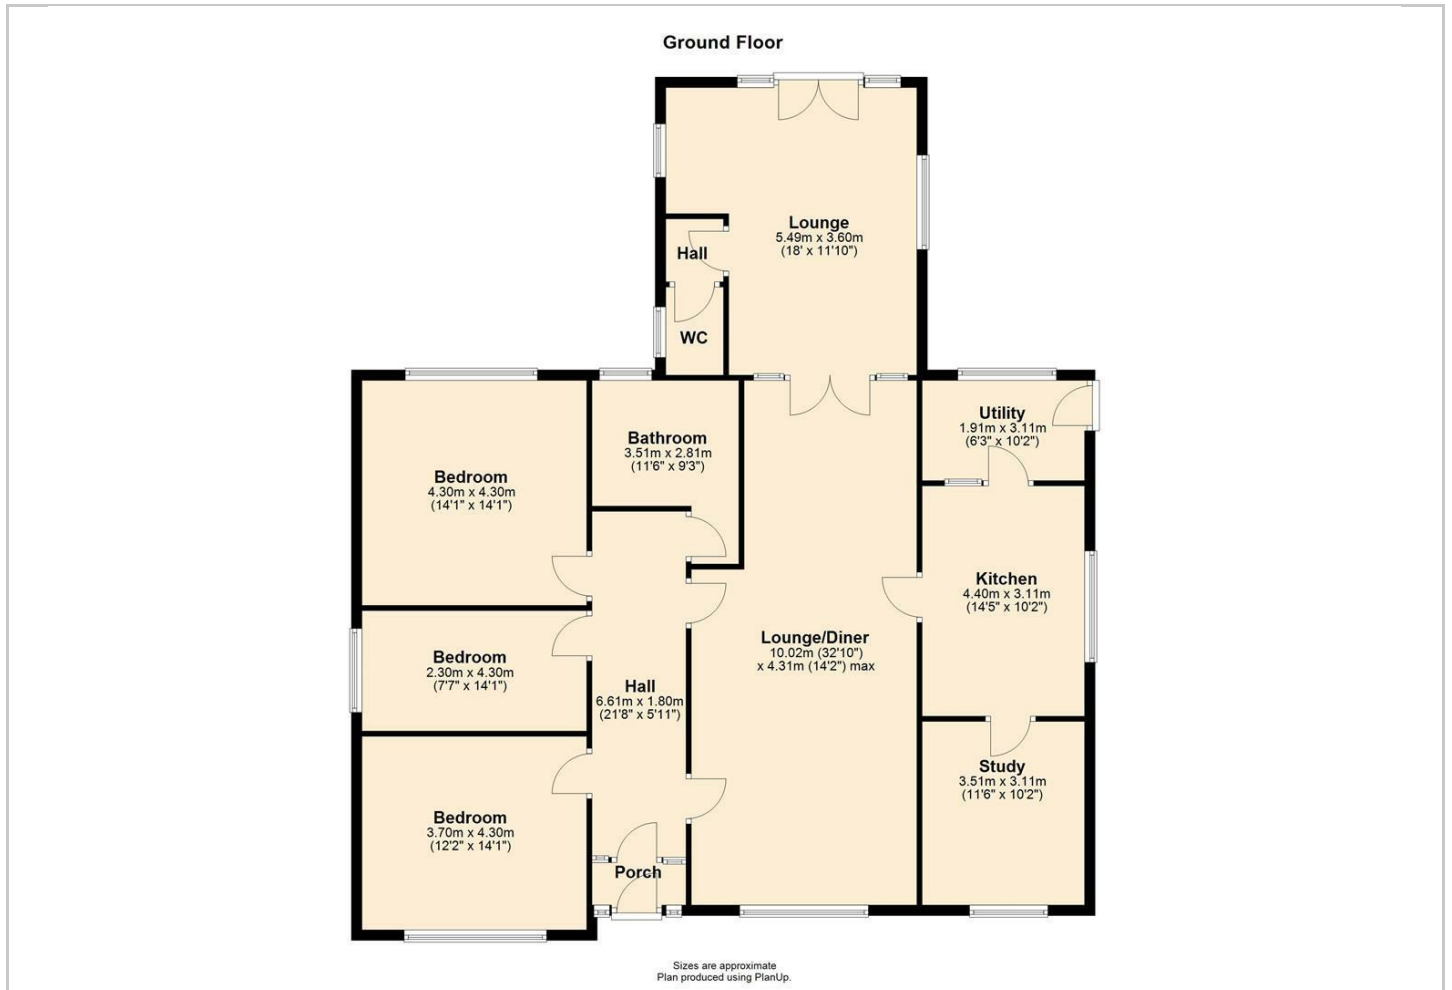 Ground Floor
Lounge
5.49m x 3.60m
(18' x 11'10")
Hall
WC
Utility
1.91m x 3.11m
(6'3" x 10'2")
Bathroom
3.51m x 2.81m
(11'6" x 9'3")
Bedroom
4.30m x 4.30m
(14'1" x 14'1")
Kitchen
4.40m x 3.11m
(14'5" x 10'2")
Lounge/Diner
10.02m (32'10")
x 4.31m (14'2") max
Bedroom
2.30m x 4.30m
(7'7" x 14'1")
Hall
6.61m x 1.80m
(21'8" x 5'11")
Study
3.51m x 3.11m
(11'6" x 10'2")
Bedroom
3.70m x 4.30m
(12'2" x 14'1")
Porch
Sizes are approximate
Plan produced using PlanUp.